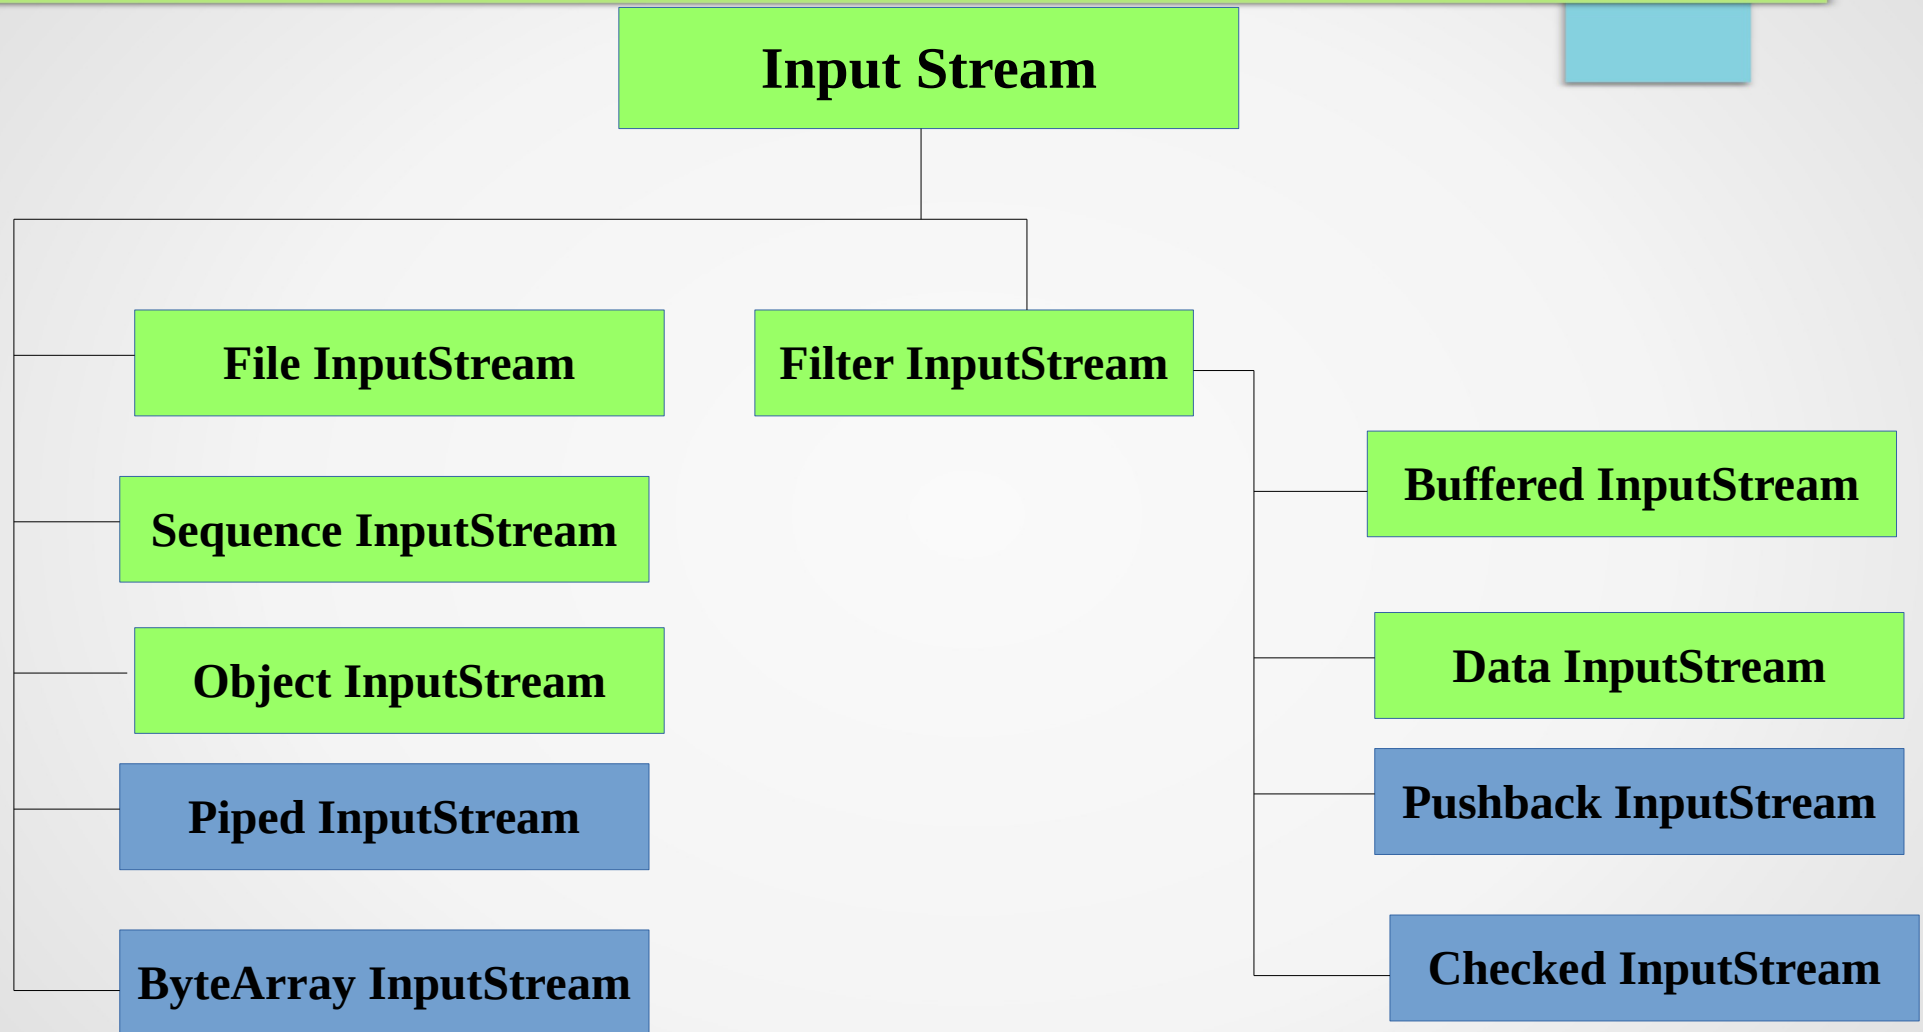 Input Stream
File InputStream
Filter InputStream
Buffered InputStream
Sequence InputStream
Data InputStream
Object InputStream
Pushback InputStream
Piped InputStream
Checked InputStream
ByteArray InputStream